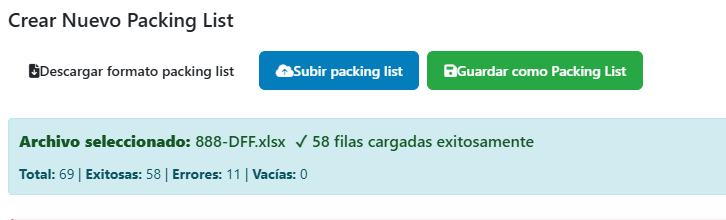 Crear Nuevo Packing List
Descargar formato packing list Subir packing list Guardar como Packing List
Archivo seleccionado: 888-DFF.xlsx ✓ 58 filas cargadas exitosamente
Total: 69 | Exitosas: 58 | Errores: 11 | Vacías: 0